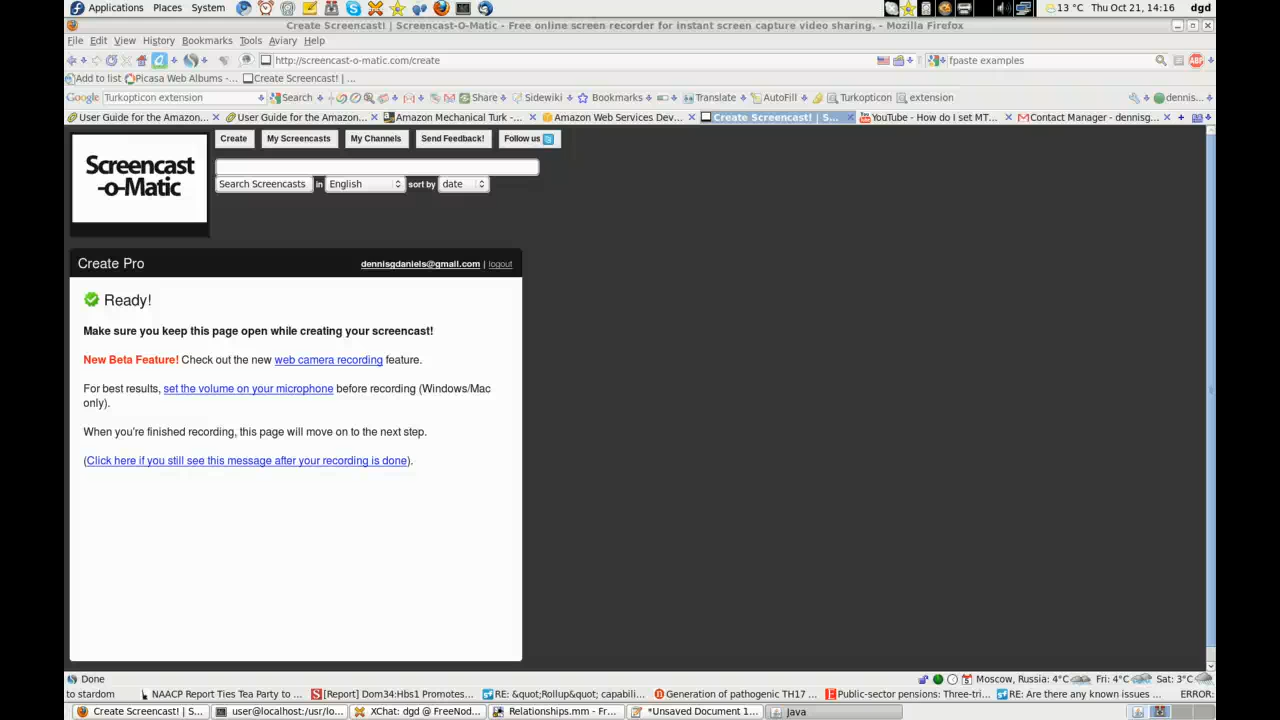 Applications Places System 13 °C Thu Oct 21, 14:16 dgd
Create Screencast! | Screencast-O-Matic - Free online screen recorder for instant screen capture video sharing. - Mozilla Firefox
File Edit View History Bookmarks Tools Aviary Help
http://screencast-o-matic.com/create fpaste examples ABP
Add to list Picasa Web Albums -... Create Screencast! | ...
Google Turkopticon extension Search Share Sidewiki Bookmarks Translate AutoFill Turkopticon extension dennis...
User Guide for the Amazon... User Guide for the Amazon... Amazon Mechanical Turk - ... Amazon Web Services Dev... Create Screencast! | S... YouTube - How do I set MT... Contact Manager - dennisg...
Create My Screencasts My Channels Send Feedback! Follow us
Screencast
-o-Matic
Search Screencasts in English sort by date
Create Pro dennisgdaniels@gmail.com | logout
Ready!
Make sure you keep this page open while creating your screencast!
New Beta Feature! Check out the new web camera recording feature.
For best results, set the volume on your microphone before recording (Windows/Mac
only).
When you're finished recording, this page will move on to the next step.
(Click here if you still see this message after your recording is done).
Done Moscow, Russia: 4°C Fri: 4°C Sat: 3°C
to stardom NAACP Report Ties Tea Party to ... [Report] Dom34:Hbs1 Promotes... RE: &quot;Rollup&quot; capabili... Generation of pathogenic TH17 ... Public-sector pensions: Three-tri... RE: Are there any known issues ... ERROR:
Create Screencast! | S... user@localhost:/usr/lo... XChat: dgd @ FreeNod... Relationships.mm - Fr... *Unsaved Document 1... Java